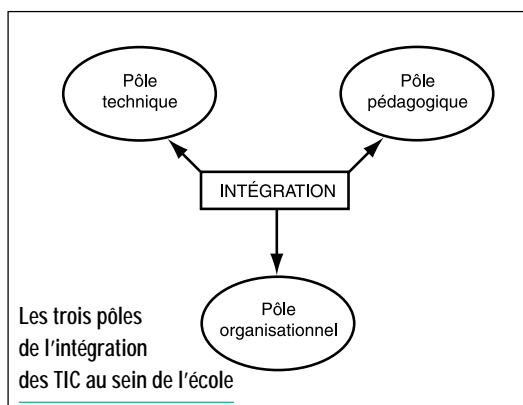 Pôle
technique
Pôle
pédagogique
INTÉGRATION
Pôle
organisationnel
Les trois pôles
de l'intégration
des TIC au sein de l'école